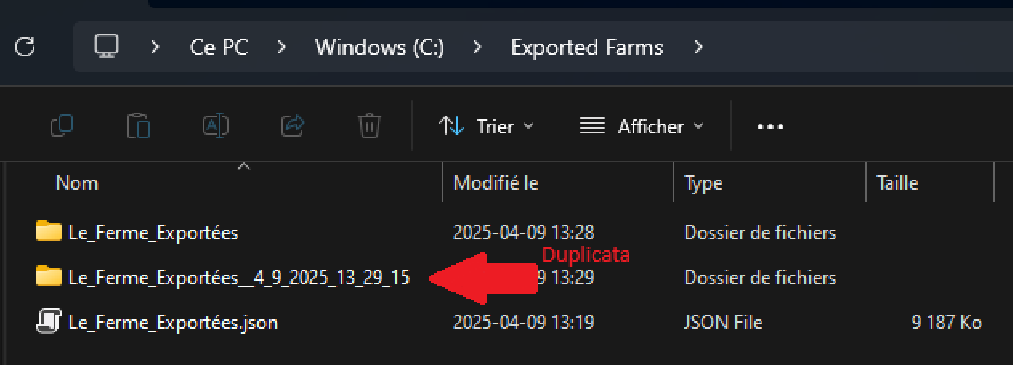 Ce PC > Windows (C:) > Exported Farms >
Trier Afficher
Nom Modifié le Type Taille
Le_Ferme_Exportées 2025-04-09 13:28 Dossier de fichiers
Duplicata
Le_Ferme_Exportées__4_9_2025_13_29_15 09 13:29 Dossier de fichiers
Le_Ferme_Exportées.json 2025-04-09 13:19 JSON File 9 187 Ko